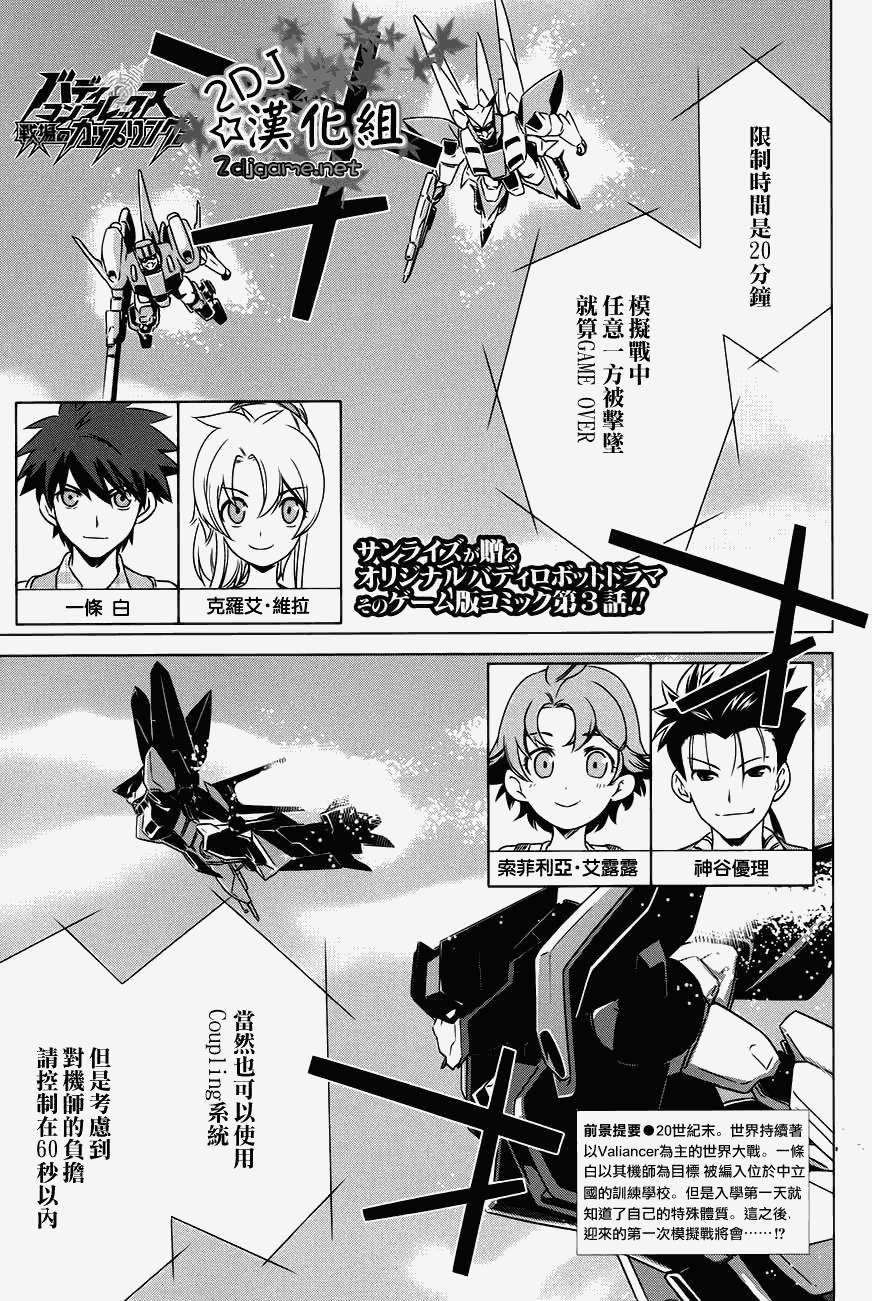 限制時間是20分鐘
模擬戰中
任意一方被擊墜
就算GAME OVER
バディ
コンプレックス
戦場のカップリング
2DJ
☆漢化組
2djgame.net
一條 白
克羅艾·維拉
サンライズが贈る
オリジナルバディロボットドラマ
そのゲーム版コミック第3話!!
索菲利亞·艾露露
神谷優理
當然也可以使用
Coupling系統
但是考慮到
對機師的負擔
請控制在60秒以內
前景提要●20世紀末。世界持續著
以Valiancer為主的世界大戰。一條
白以其機師為目標 被編入位於中立
國的訓練學校。但是入學第一天就
知道了自己的特殊體質。這之後,
迎來的第一次模擬戰將會……!?